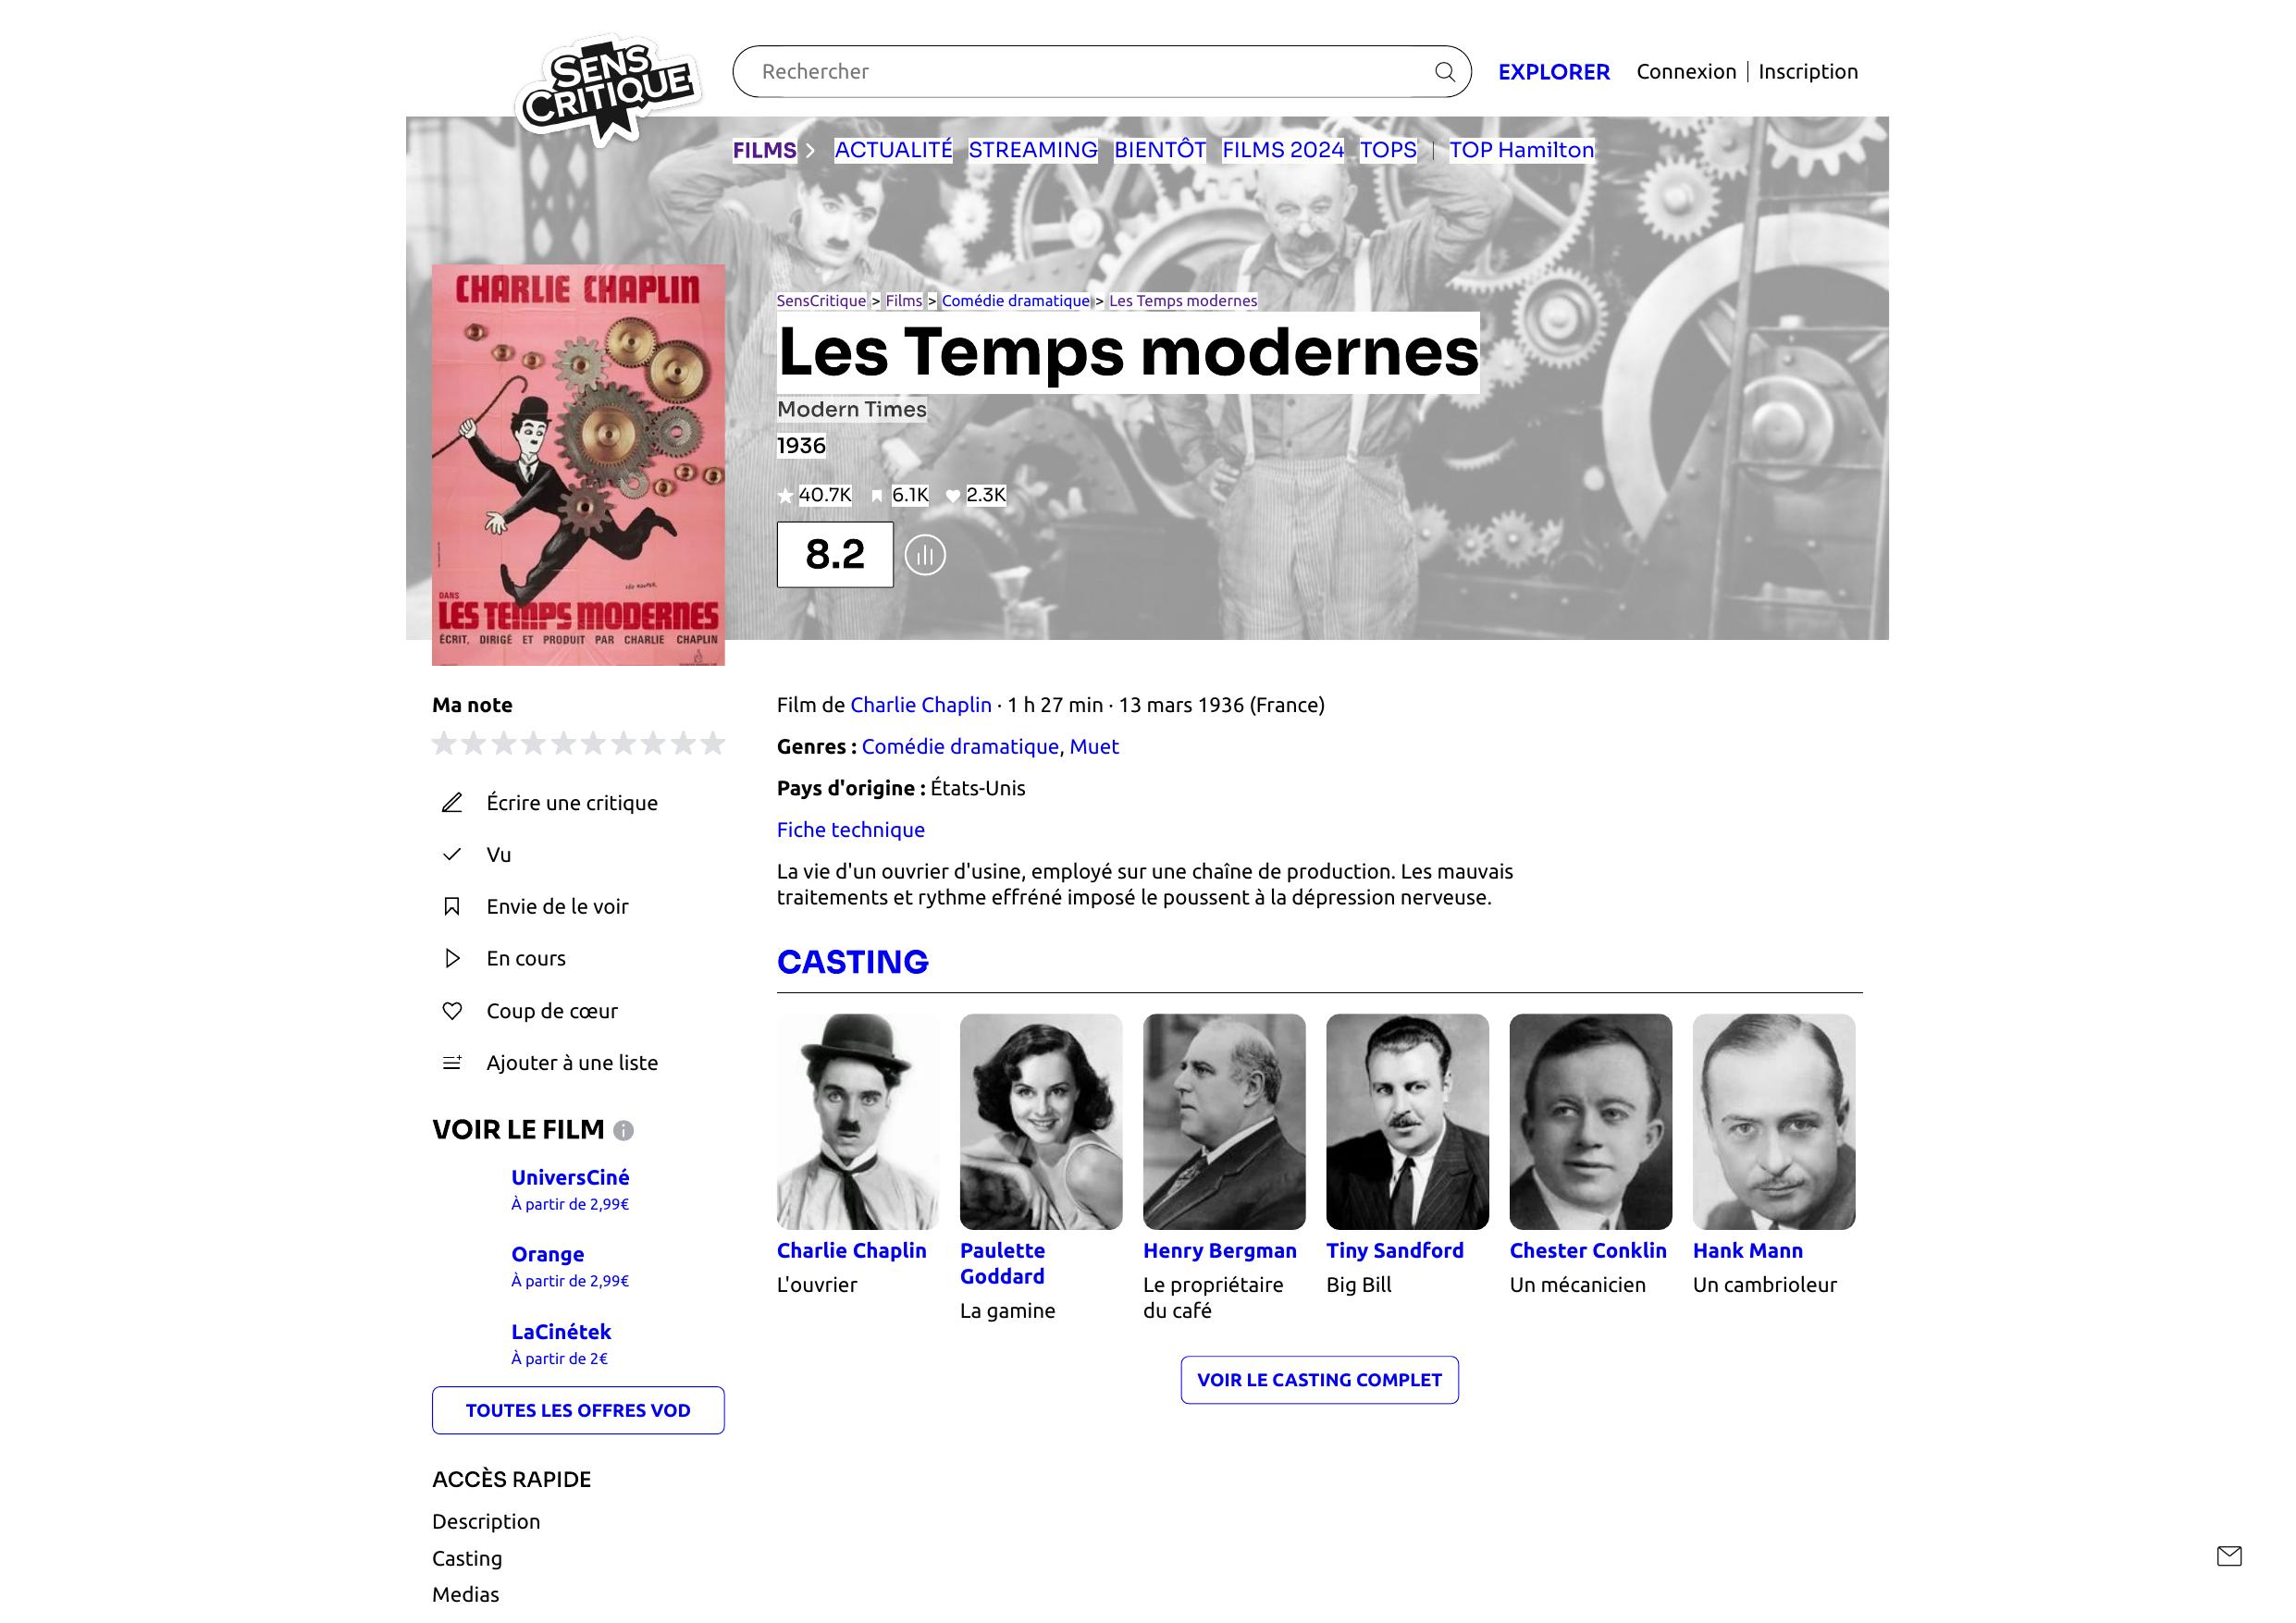 SENS
CRITIQUE
Rechercher
EXPLORER
Connexion | Inscription
FILMS
ACTUALITÉ STREAMING BIENTÔT FILMS 2024 TOPS | TOP Hamilton
SensCritique > Films > Comédie dramatique > Les Temps modernes
Les Temps modernes
Modern Times
1936
40.7K 6.1K 2.3K
8.2
CHARLIE CHAPLIN
DANS
LES TEMPS MODERNES
ÉCRIT, DIRIGÉ ET PRODUIT PAR CHARLIE CHAPLIN
Ma note
Écrire une critique
Vu
Envie de le voir
En cours
Coup de cœur
Ajouter à une liste
VOIR LE FILM
UniversCiné
À partir de 2,99€
Orange
À partir de 2,99€
LaCinétek
À partir de 2€
TOUTES LES OFFRES VOD
ACCÈS RAPIDE
Description
Casting
Medias
Film de Charlie Chaplin · 1 h 27 min · 13 mars 1936 (France)
Genres : Comédie dramatique, Muet
Pays d'origine : États-Unis
Fiche technique
La vie d'un ouvrier d'usine, employé sur une chaîne de production. Les mauvais
traitements et rythme effréné imposé le poussent à la dépression nerveuse.
CASTING
Charlie Chaplin
L'ouvrier
Paulette
Goddard
La gamine
Henry Bergman
Le propriétaire
du café
Tiny Sandford
Big Bill
Chester Conklin
Un mécanicien
Hank Mann
Un cambrioleur
VOIR LE CASTING COMPLET